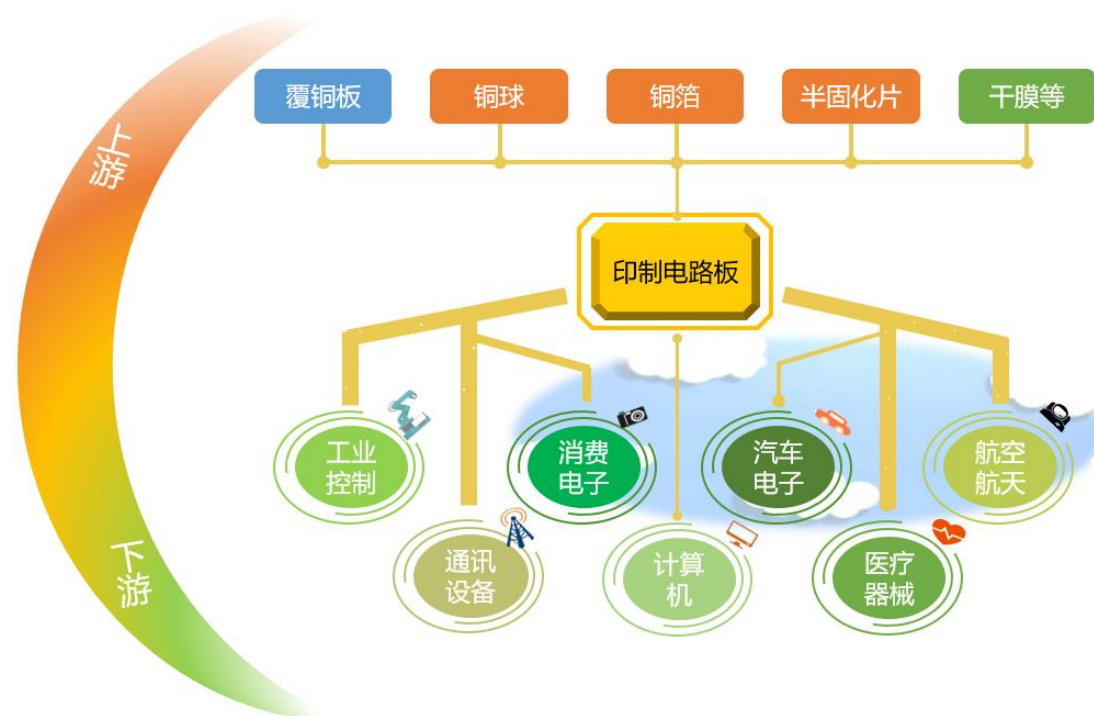 上
游
覆铜板
铜球
铜箔
半固化片
干膜等
印制电路板
工业
控制
消费
电子
汽车
电子
航空
航天
下
游
通讯
设备
计算
机
医疗
器械